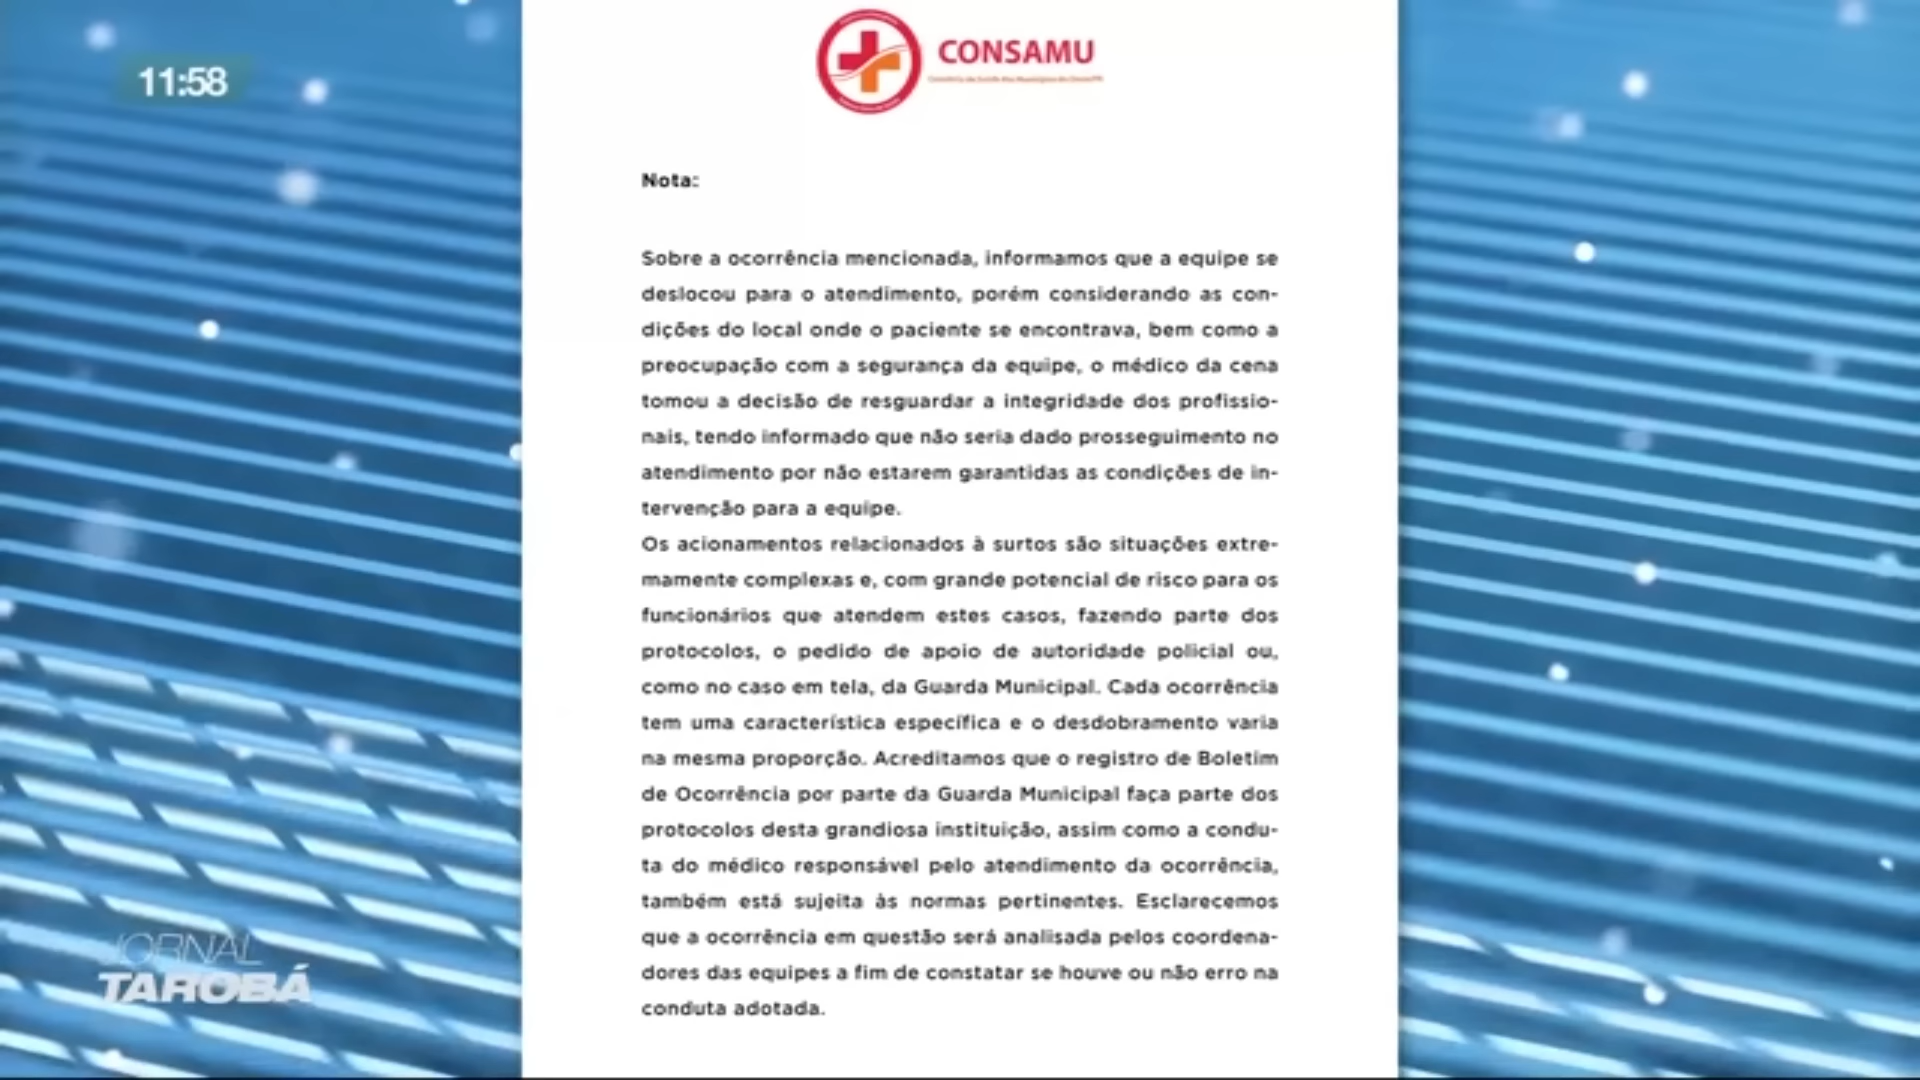 11:58
CONSAMU
Nota:
Sobre a ocorrência mencionada, informamos que a equipe se
deslocou para o atendimento, porém considerando as con-
dições do local onde o paciente se encontrava, bem como a
preocupação com a segurança da equipe, o médico da cena
tomou a decisão de resguardar a integridade dos profissio-
nais, tendo informado que não seria dado prosseguimento no
atendimento por não estarem garantidas as condições de in-
tervenção para a equipe.
Os acionamentos relacionados à surtos são situações extre-
mamente complexas e, com grande potencial de risco para os
funcionários que atendem estes casos, fazendo parte dos
protocolos, o pedido de apoio de autoridade policial ou,
como no caso em tela, da Guarda Municipal. Cada ocorrência
tem uma característica específica e o desdobramento varia
na mesma proporção. Acreditamos que o registro de Boletim
de Ocorrência por parte da Guarda Municipal faça parte dos
protocolos desta grandiosa instituição, assim como a condu-
ta do médico responsável pelo atendimento da ocorrência,
também está sujeita às normas pertinentes. Esclarecemos
que a ocorrência em questão será analisada pelos coordena-
dores das equipes a fim de constatar se houve ou não erro na
conduta adotada.
JORNAL
TAROBÁ